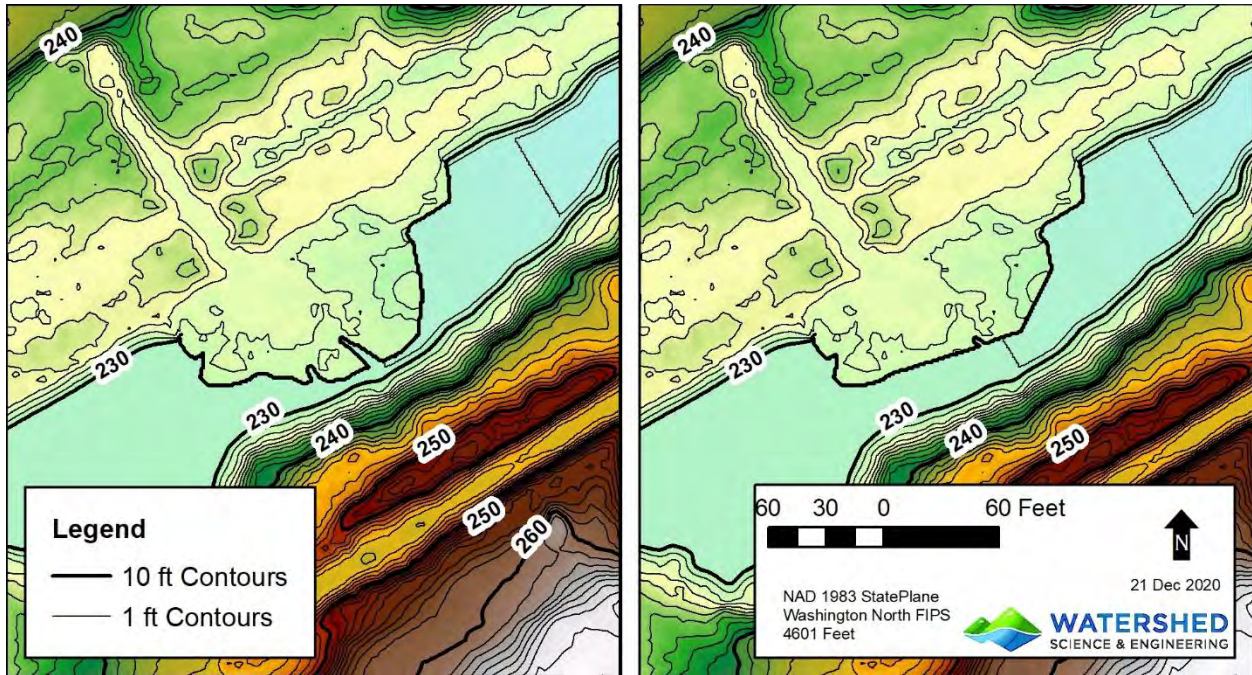 240
230
230
240
250
250
260
Legend
10 ft Contours
1 ft Contours
240
230
230
240
250
60 30 0 60 Feet
N
21 Dec 2020
NAD 1983 StatePlane
Washington North FIPS
4601 Feet
WATERSHED
SCIENCE & ENGINEERING